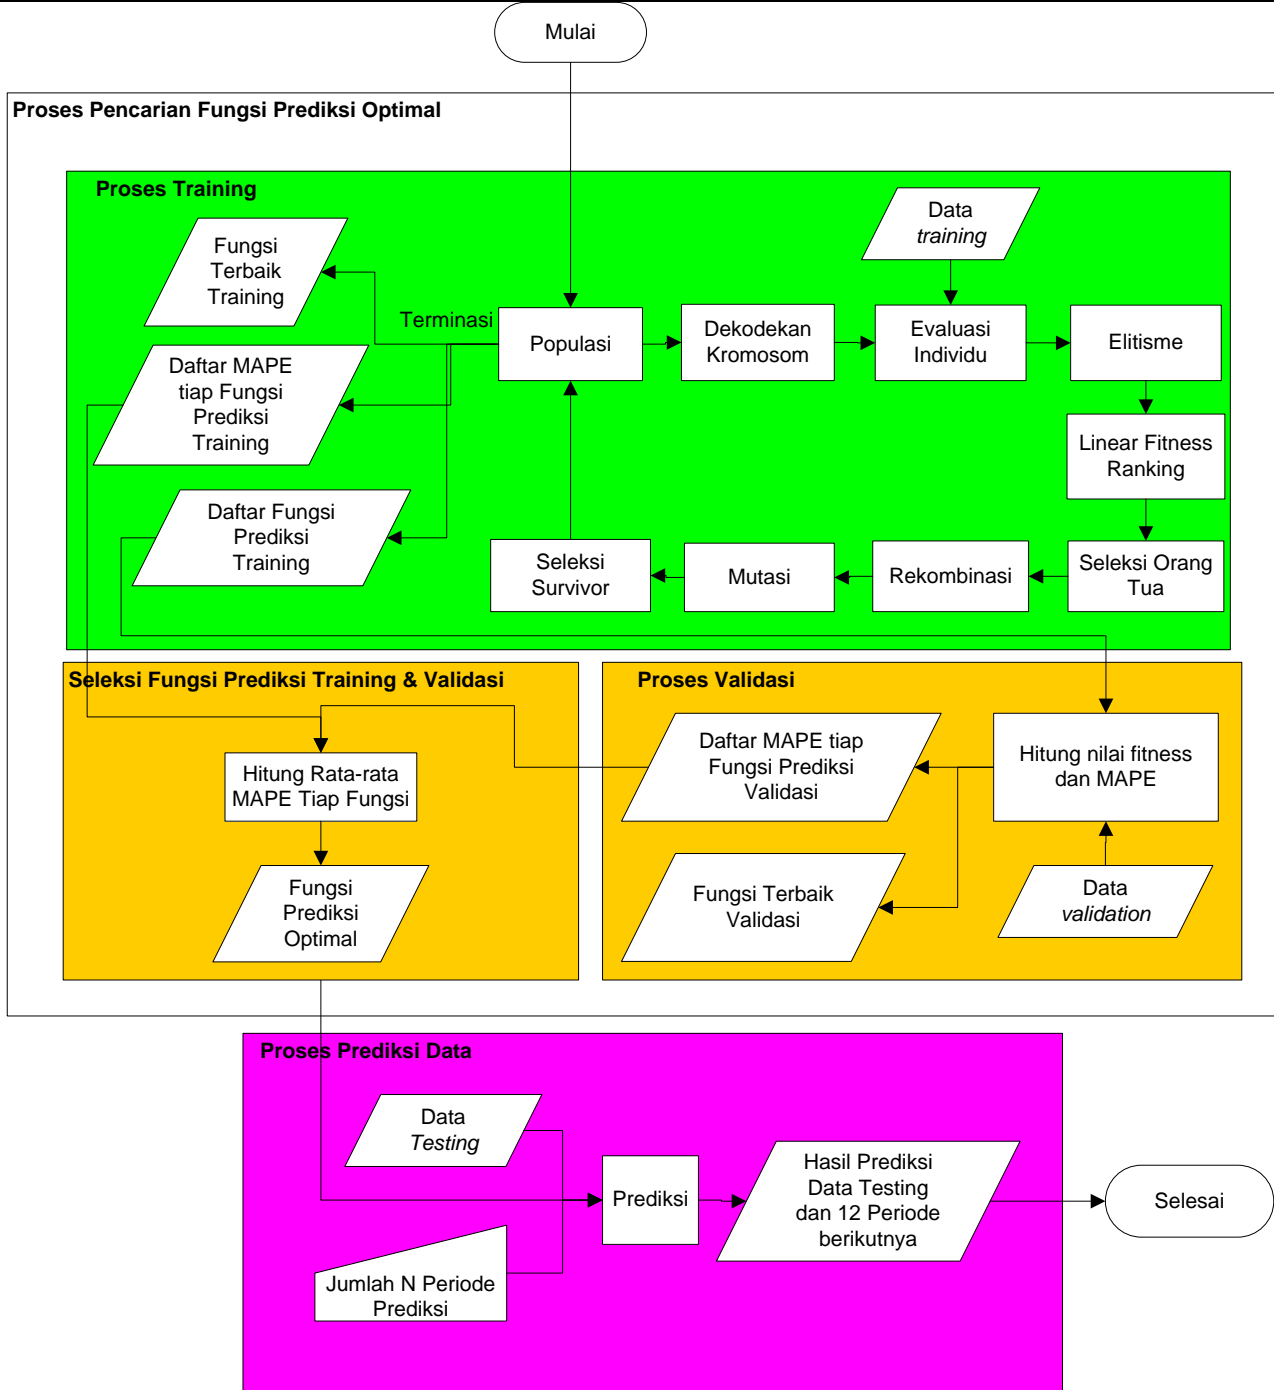 Mulai
Proses Pencarian Fungsi Prediksi Optimal
Proses Training
Data
training
Fungsi
Terbaik
Training
Terminasi
Populasi
Dekodekan
Kromosom
Evaluasi
Individu
Elitisme
Daftar MAPE
tiap Fungsi
Prediksi
Training
Linear Fitness
Ranking
Daftar Fungsi
Prediksi
Training
Seleksi
Survivor
Mutasi
Rekombinasi
Seleksi Orang
Tua
Seleksi Fungsi Prediksi Training & Validasi
Hitung Rata-rata
MAPE Tiap Fungsi
Fungsi
Prediksi
Optimal
Proses Validasi
Daftar MAPE tiap
Fungsi Prediksi
Validasi
Hitung nilai fitness
dan MAPE
Fungsi Terbaik
Validasi
Data
validation
Proses Prediksi Data
Data
Testing
Prediksi
Hasil Prediksi
Data Testing
dan 12 Periode
berikutnya
Selesai
Jumlah N Periode
Prediksi